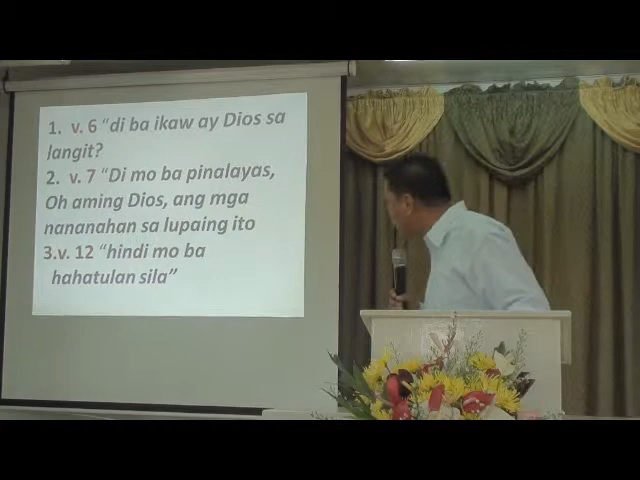 1. v. 6 “di ba ikaw ay Dios sa
langit?
2. v. 7 “Di mo ba pinalayas,
Oh aming Dios, ang mga
nananahan sa lupaing ito
3.v. 12 “hindi mo ba
hahatulan sila”